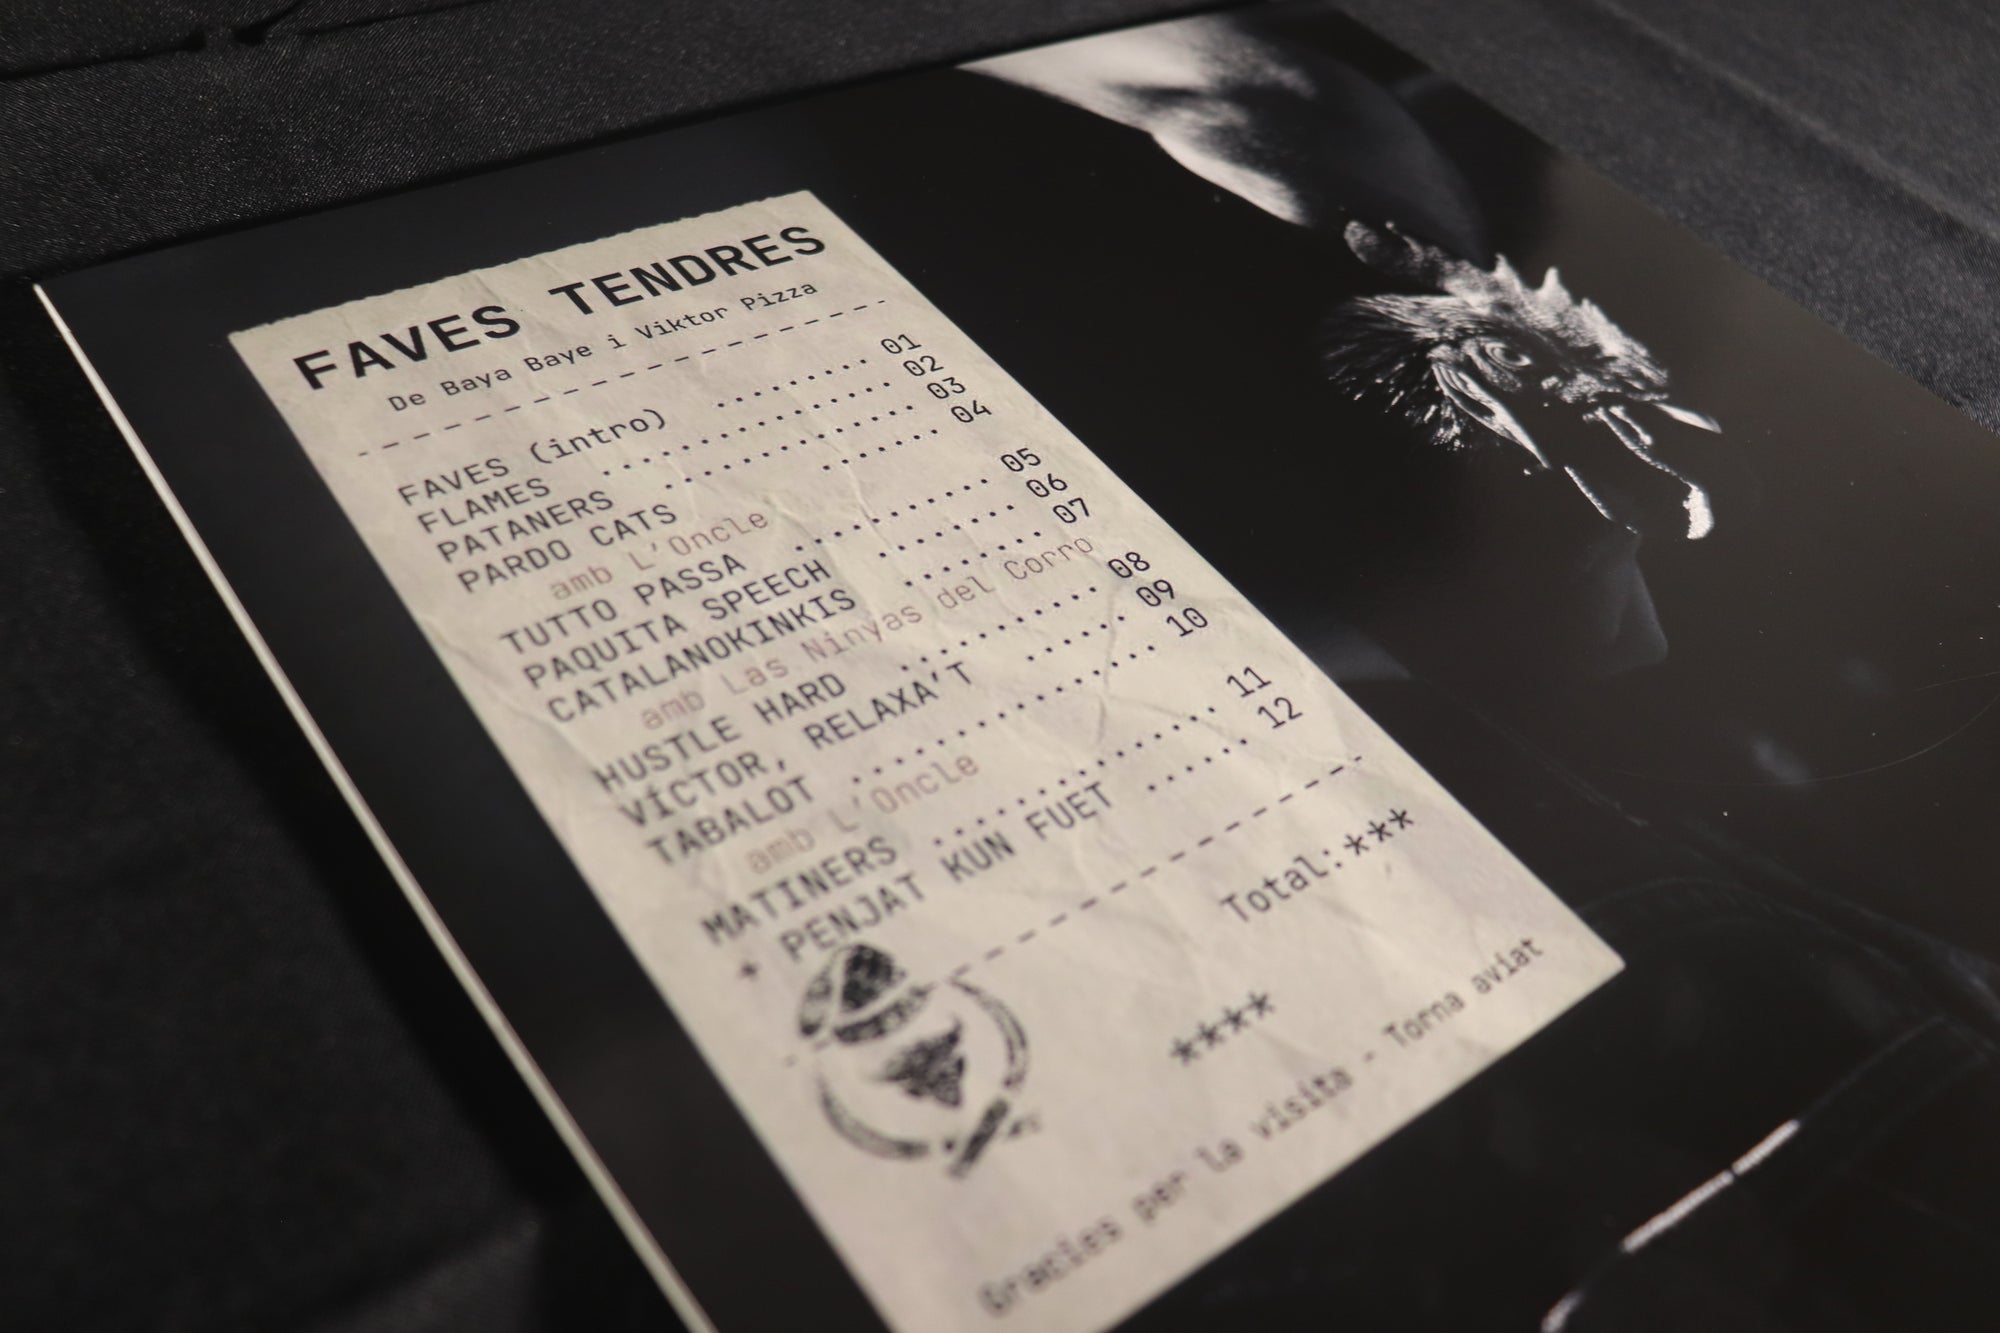 FAVES TENDRES
De Baya Baye i Viktor Pizza
FAVES (intro) ........ 01
FLAMES .............. 02
PATANERS ............ 03
PARDO CATS ....... 04
amb L'Oncle
TUTTO PASSA ........... 05
PAQUITA SPEECH ........ 06
CATALANOKINKIS ........ 07
amb Las Ninyas del Corro
HUSTLE HARD ........... 08
VÍCTOR, RELAXA'T ...... 09
TABALOT ................. 10
amb L'Oncle
MATINERS ............... 11
+ PENJAT KUN FUET ...... 12
Total:***
****
Gracies per la visita - Torna aviat